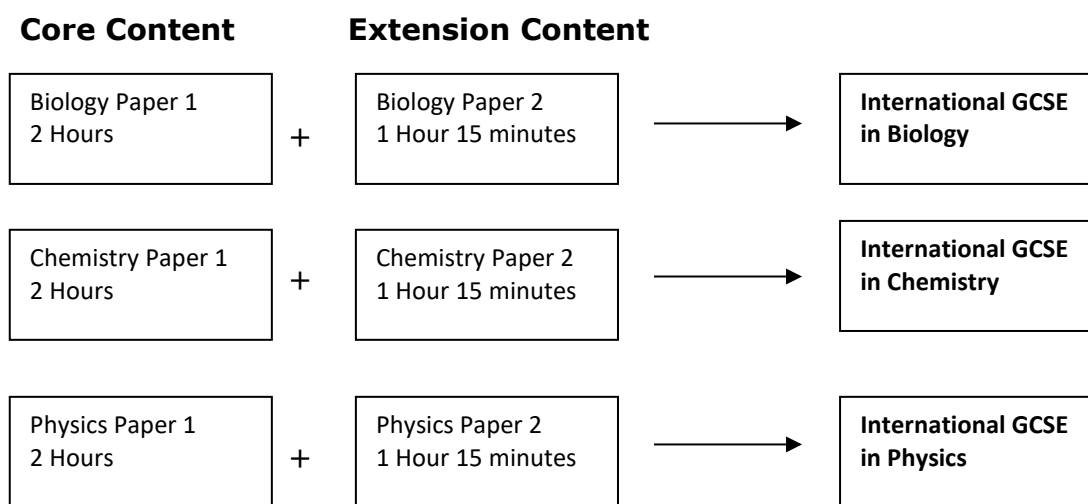 Core Content
Extension Content
Biology Paper 1
2 Hours
+
Biology Paper 2
1 Hour 15 minutes
International GCSE
in Biology
Chemistry Paper 1
2 Hours
+
Chemistry Paper 2
1 Hour 15 minutes
International GCSE
in Chemistry
Physics Paper 1
2 Hours
+
Physics Paper 2
1 Hour 15 minutes
International GCSE
in Physics